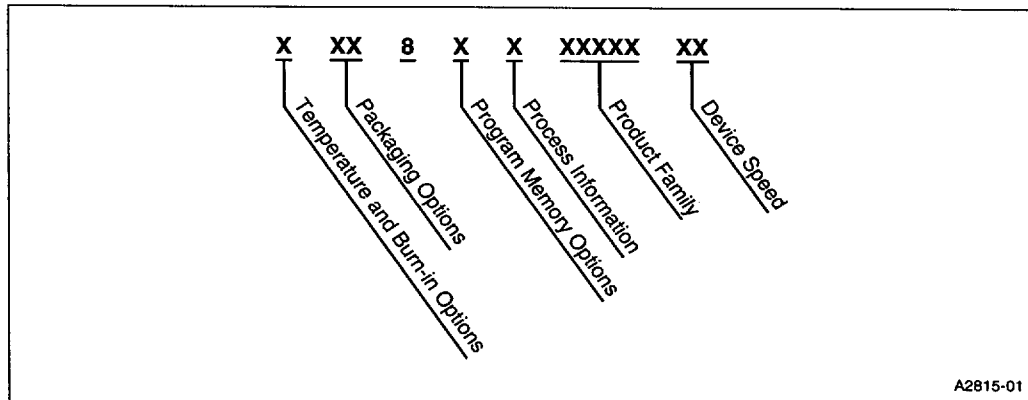 X XX 8 X X XXXXX XX
Temperature and Burn-in Options
Packaging Options
Program Memory Options
Process Information
Product Family
Device Speed
A2815-01